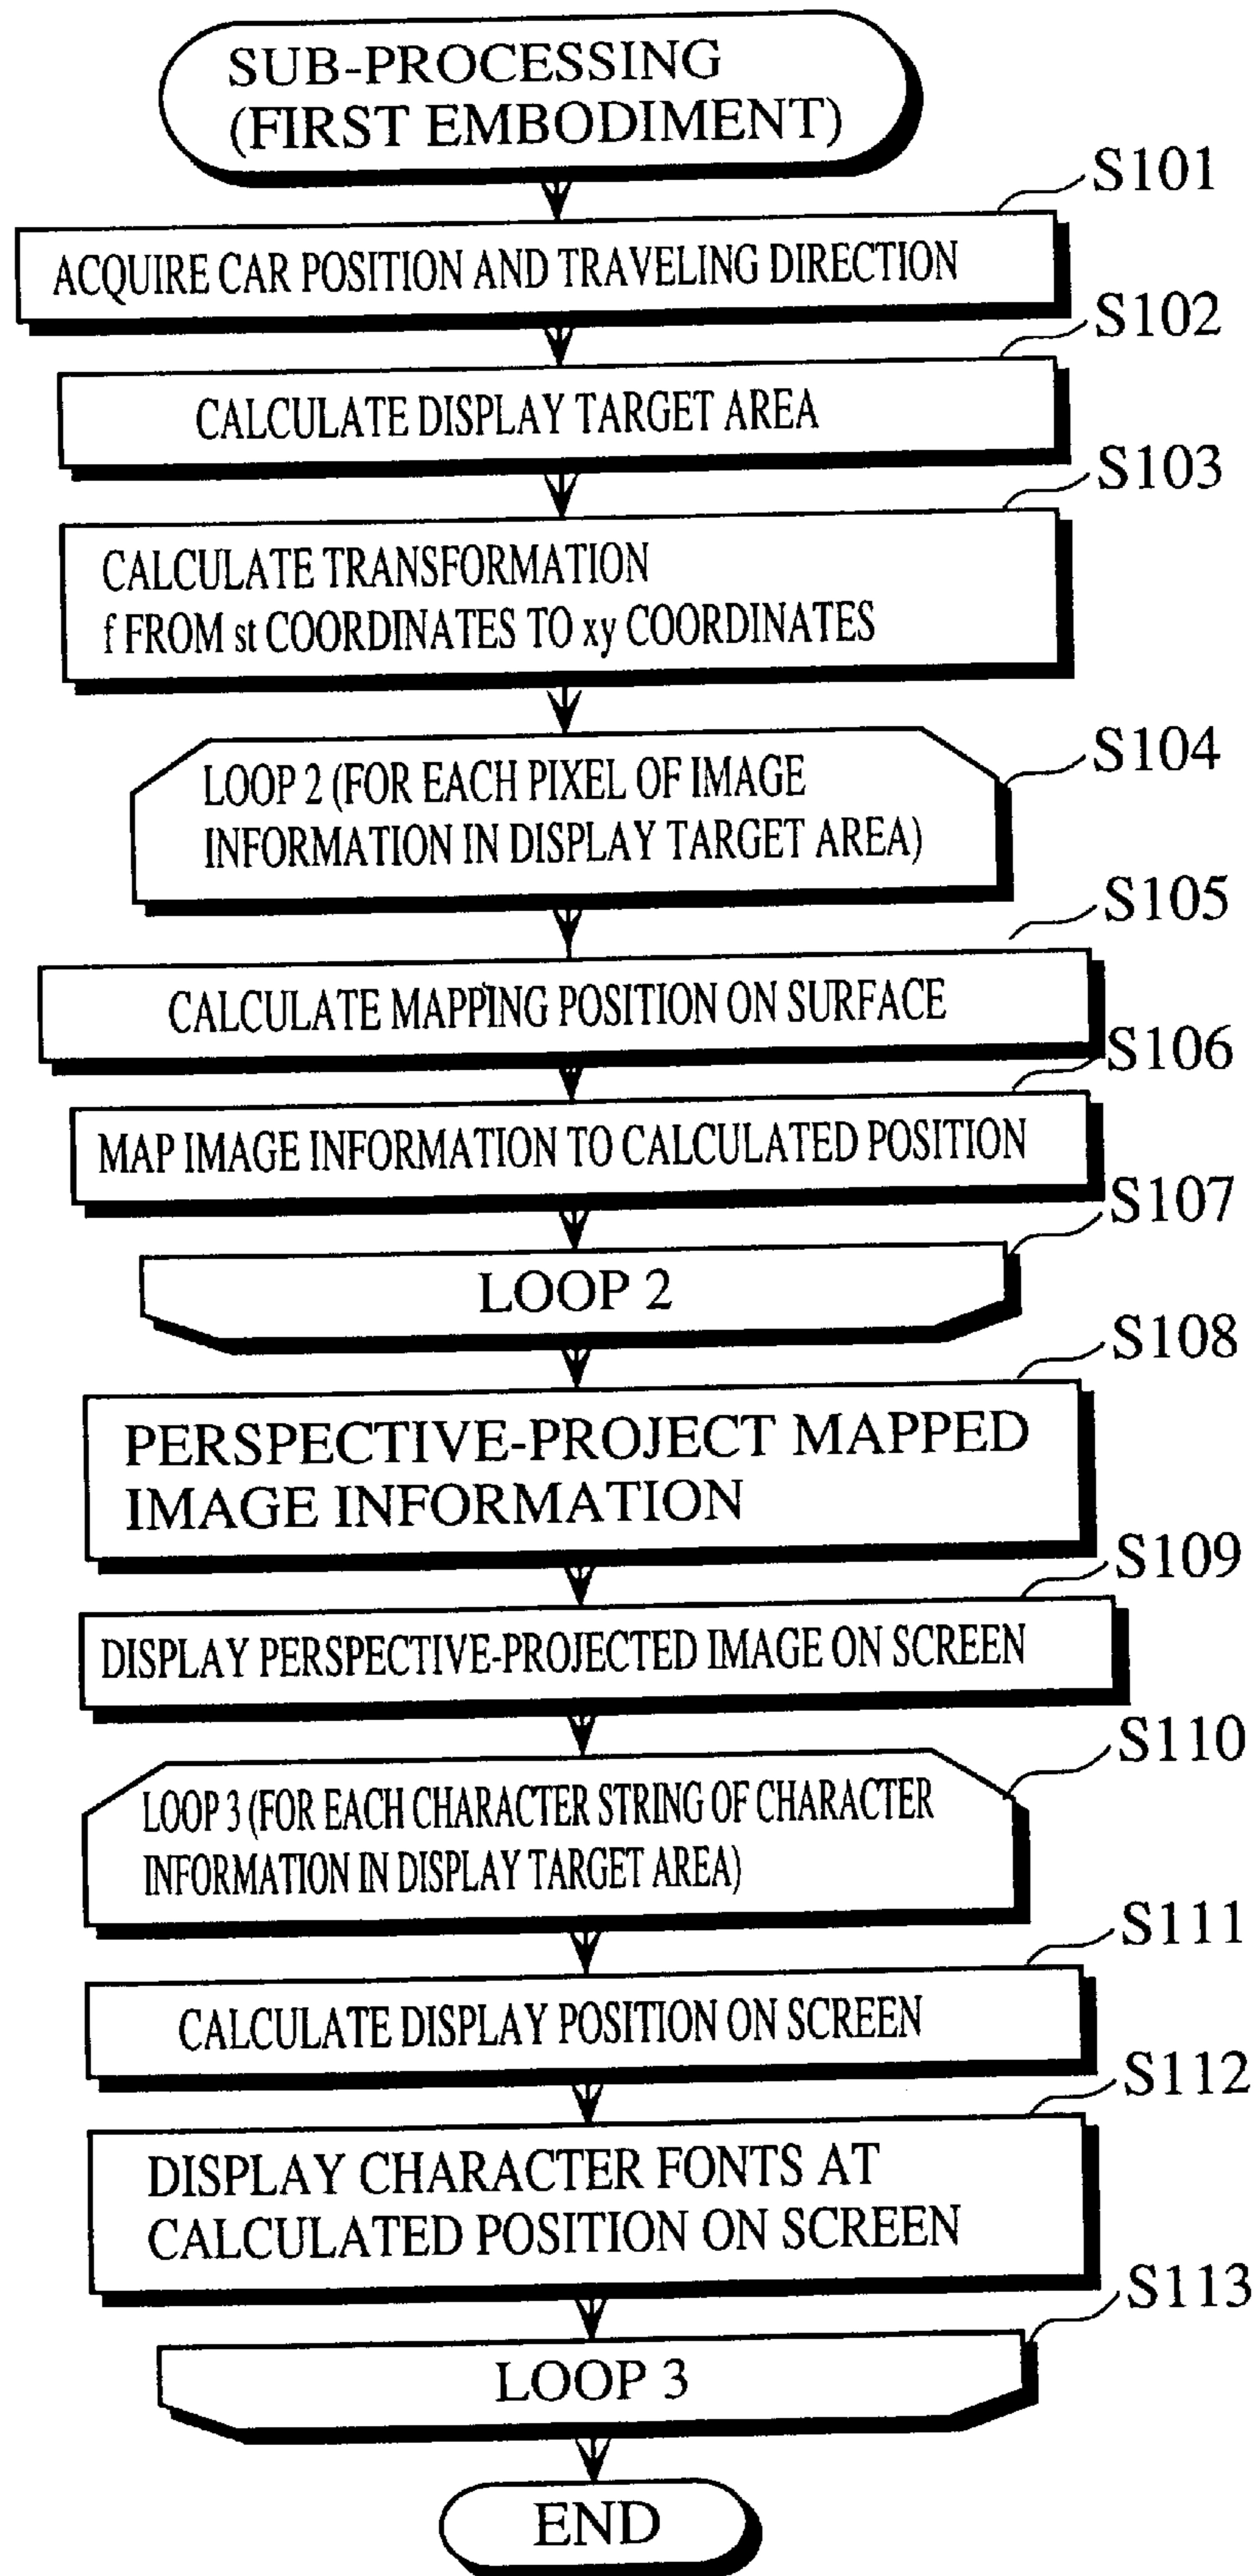 SUB-PROCESSING
(FIRST EMBODIMENT)
S101
ACQUIRE CAR POSITION AND TRAVELING DIRECTION
S102
CALCULATE DISPLAY TARGET AREA
S103
CALCULATE TRANSFORMATION
f FROM st COORDINATES TO xy COORDINATES
S104
LOOP 2 (FOR EACH PIXEL OF IMAGE
INFORMATION IN DISPLAY TARGET AREA)
S105
CALCULATE MAPPING POSITION ON SURFACE
S106
MAP IMAGE INFORMATION TO CALCULATED POSITION
S107
LOOP 2
S108
PERSPECTIVE-PROJECT MAPPED
IMAGE INFORMATION
S109
DISPLAY PERSPECTIVE-PROJECTED IMAGE ON SCREEN
S110
LOOP 3 (FOR EACH CHARACTER STRING OF CHARACTER
INFORMATION IN DISPLAY TARGET AREA)
S111
CALCULATE DISPLAY POSITION ON SCREEN
S112
DISPLAY CHARACTER FONTS AT
CALCULATED POSITION ON SCREEN
S113
LOOP 3
END